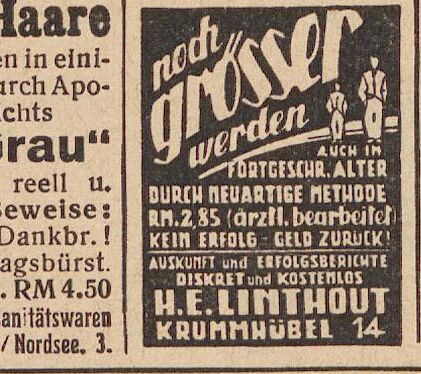 Haare
en in eini-
urch Apo-
ichts
Grau"
reell u.
Beweise:
Dankbr.!
agsbürst.
. RM 4.50
anitätswaren
/ Nordsee. 3.
noch
grösser
werden
AUCH IN
FORTGESCHR. ALTER
DURCH NEUARTIGE METHODE
RM. 2,85 (ärztl. bearbeitet)
KEIN ERFOLG - GELD ZURÜCK!
AUSKUNFT und ERFOLGSBERICHTE
DISKRET und KOSTENLOS
H.E. LINTHOUT
KRUMMHÜBEL 14